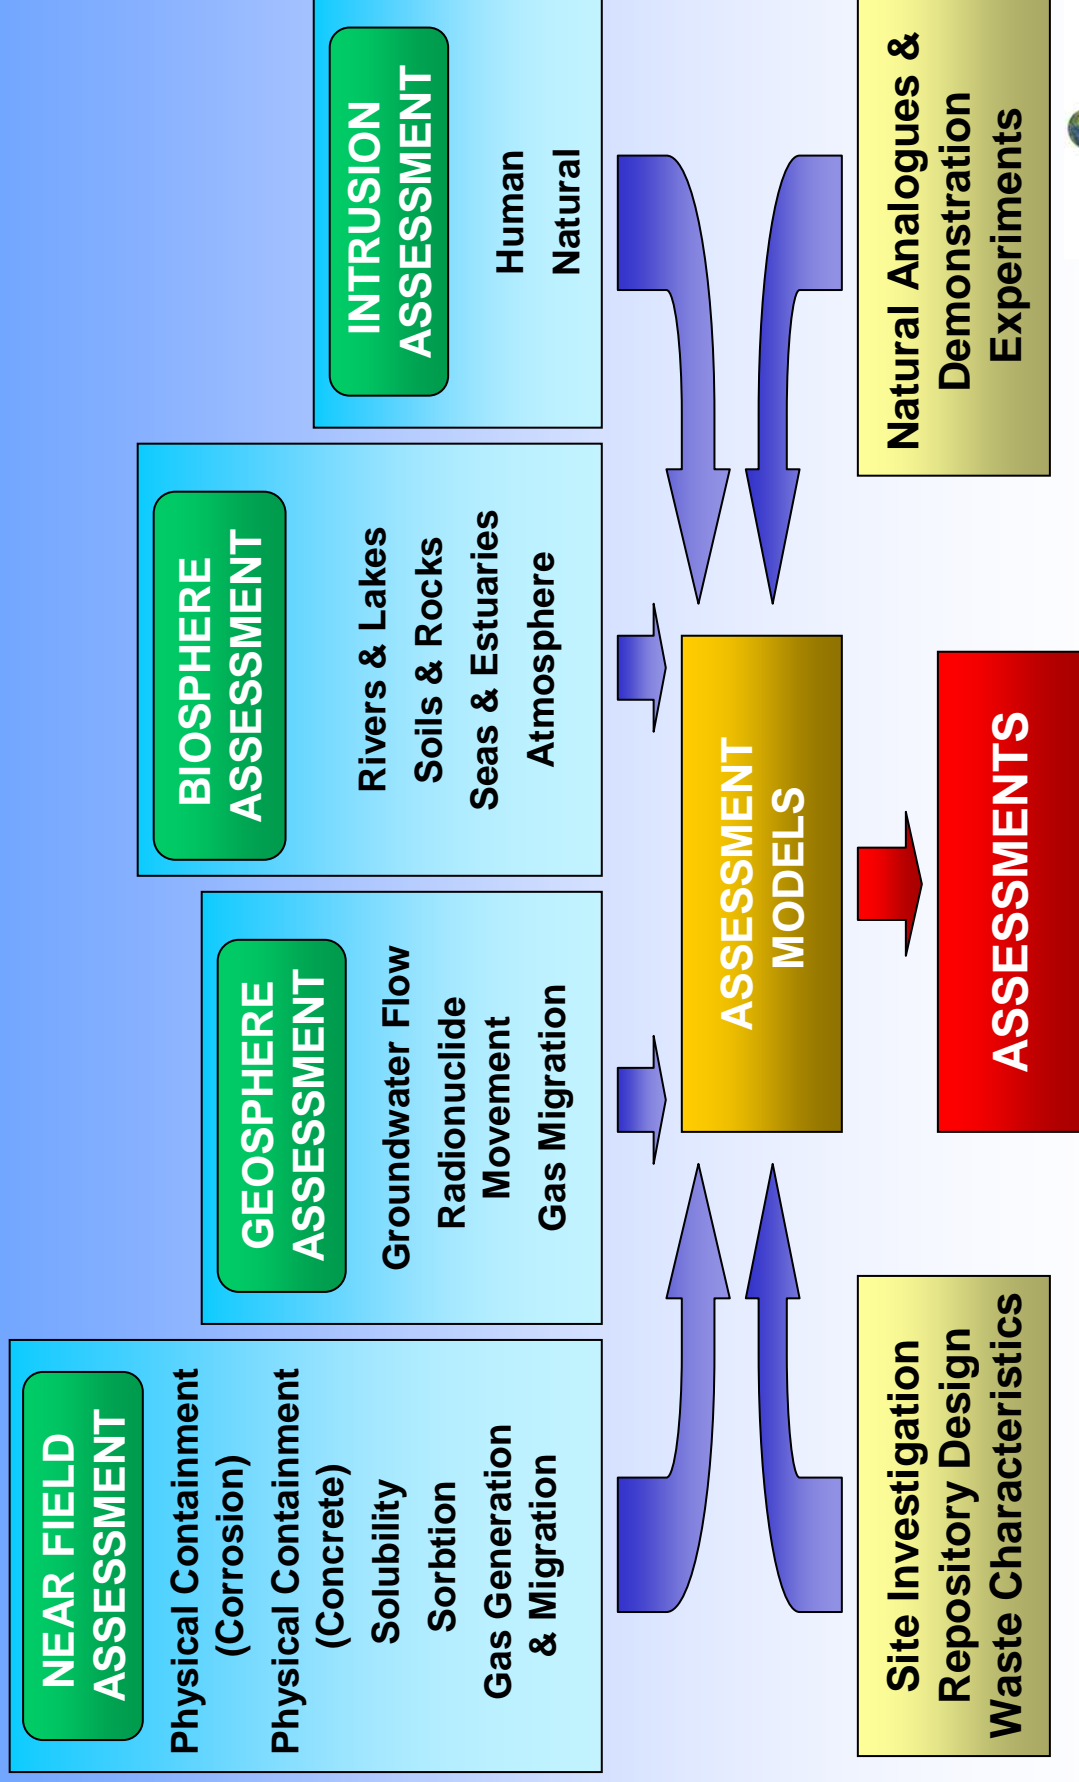 NEAR FIELD
ASSESSMENT
Physical Containment
(Corrosion)
Physical Containment
(Concrete)
Solubility
Sorbtion
Gas Generation
& Migration
GEOSPHERE
ASSESSMENT
Groundwater Flow
Radionuclide
Movement
Gas Migration
BIOSPHERE
ASSESSMENT
Rivers & Lakes
Soils & Rocks
Seas & Estuaries
Atmosphere
INTRUSION
ASSESSMENT
Human
Natural
ASSESSMENT
MODELS
Site Investigation
Repository Design
Waste Characteristics
Natural Analogues &
Demonstration
Experiments
ASSESSMENTS